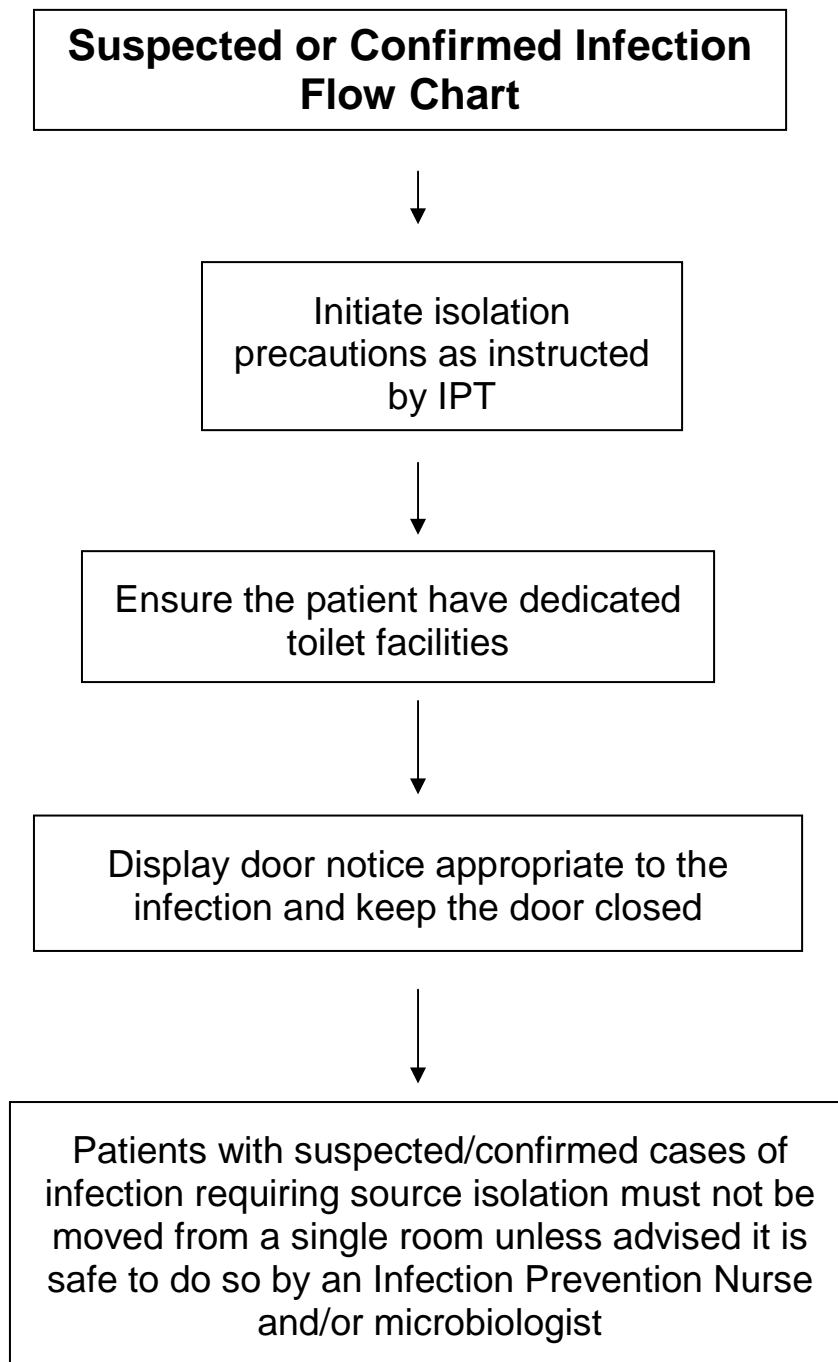 Suspected or Confirmed Infection
Flow Chart
Initiate isolation
precautions as instructed
by IPT
Ensure the patient have dedicated
toilet facilities
Display door notice appropriate to the
infection and keep the door closed
Patients with suspected/confirmed cases of
infection requiring source isolation must not be
moved from a single room unless advised it is
safe to do so by an Infection Prevention Nurse
and/or microbiologist